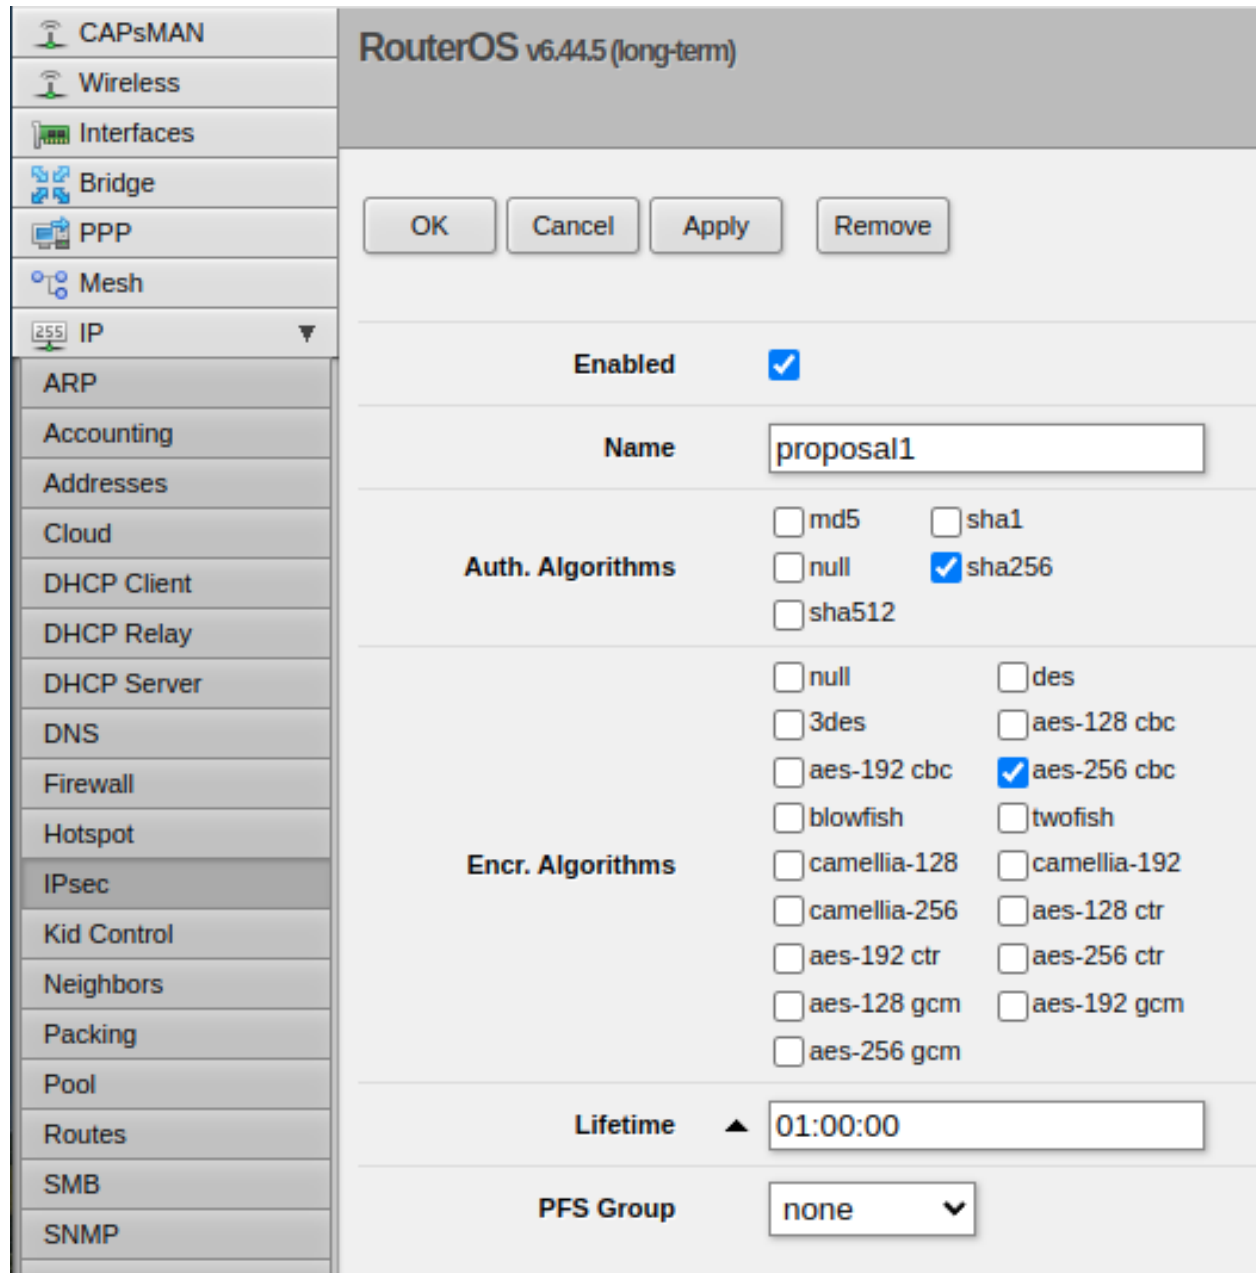 CAPsMAN
Wireless
Interfaces
Bridge
PPP
Mesh
255 IP
ARP
Accounting
Addresses
Cloud
DHCP Client
DHCP Relay
DHCP Server
DNS
Firewall
Hotspot
IPsec
Kid Control
Neighbors
Packing
Pool
Routes
SMB
SNMP
RouterOS v6.44.5 (long-term)
OK Cancel Apply Remove
Enabled
Name proposal1
Auth. Algorithms
md5 sha1
null sha256
sha512
Encr. Algorithms
null des
3des aes-128 cbc
aes-192 cbc aes-256 cbc
blowfish twofish
camellia-128 camellia-192
camellia-256 aes-128 ctr
aes-192 ctr aes-256 ctr
aes-128 gcm aes-192 gcm
aes-256 gcm
Lifetime 01:00:00
PFS Group none